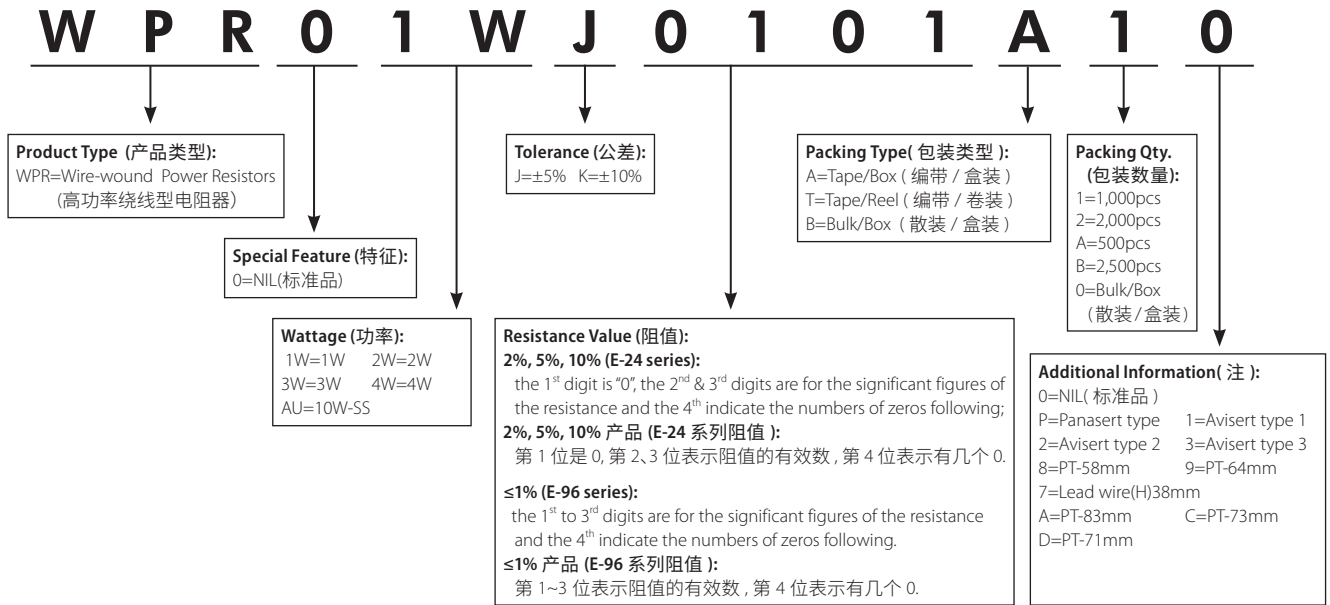 W P R 0 1 W J 0 1 0 1 A 1 0
Product Type (产品类型):
WPR=Wire-wound Power Resistors
(高功率绕线型电阻器)
Special Feature (特征):
0=NIL(标准品)
Wattage (功率):
1W=1W 2W=2W
3W=3W 4W=4W
AU=10W-SS
Tolerance (公差):
J=±5% K=±10%
Resistance Value (阻值):
2%, 5%, 10% (E-24 series):
the 1st digit is “0”, the 2nd & 3rd digits are for the significant figures of
the resistance and the 4th indicate the numbers of zeros following;
2%, 5%, 10% 产品 (E-24 系列阻值 ):
第 1 位是 0, 第 2、3 位表示阻值的有效数 , 第 4 位表示有几个 0.
≤1% (E-96 series):
the 1st to 3rd digits are for the significant figures of the resistance
and the 4th indicate the numbers of zeros following.
≤1% 产品 (E-96 系列阻值 ):
第 1~3 位表示阻值的有效数 , 第 4 位表示有几个 0.
Packing Type( 包装类型 ):
A=Tape/Box ( 编带 / 盒装 )
T=Tape/Reel ( 编带 / 卷装 )
B=Bulk/Box ( 散装 / 盒装 )
Packing Qty.
(包装数量):
1=1,000pcs
2=2,000pcs
A=500pcs
B=2,500pcs
0=Bulk/Box
(散装/盒装)
Additional Information( 注 ):
0=NIL( 标准品 )
P=Panasert type 1=Avisert type 1
2=Avisert type 2 3=Avisert type 3
8=PT-58mm 9=PT-64mm
7=Lead wire(H)38mm
A=PT-83mm C=PT-73mm
D=PT-71mm